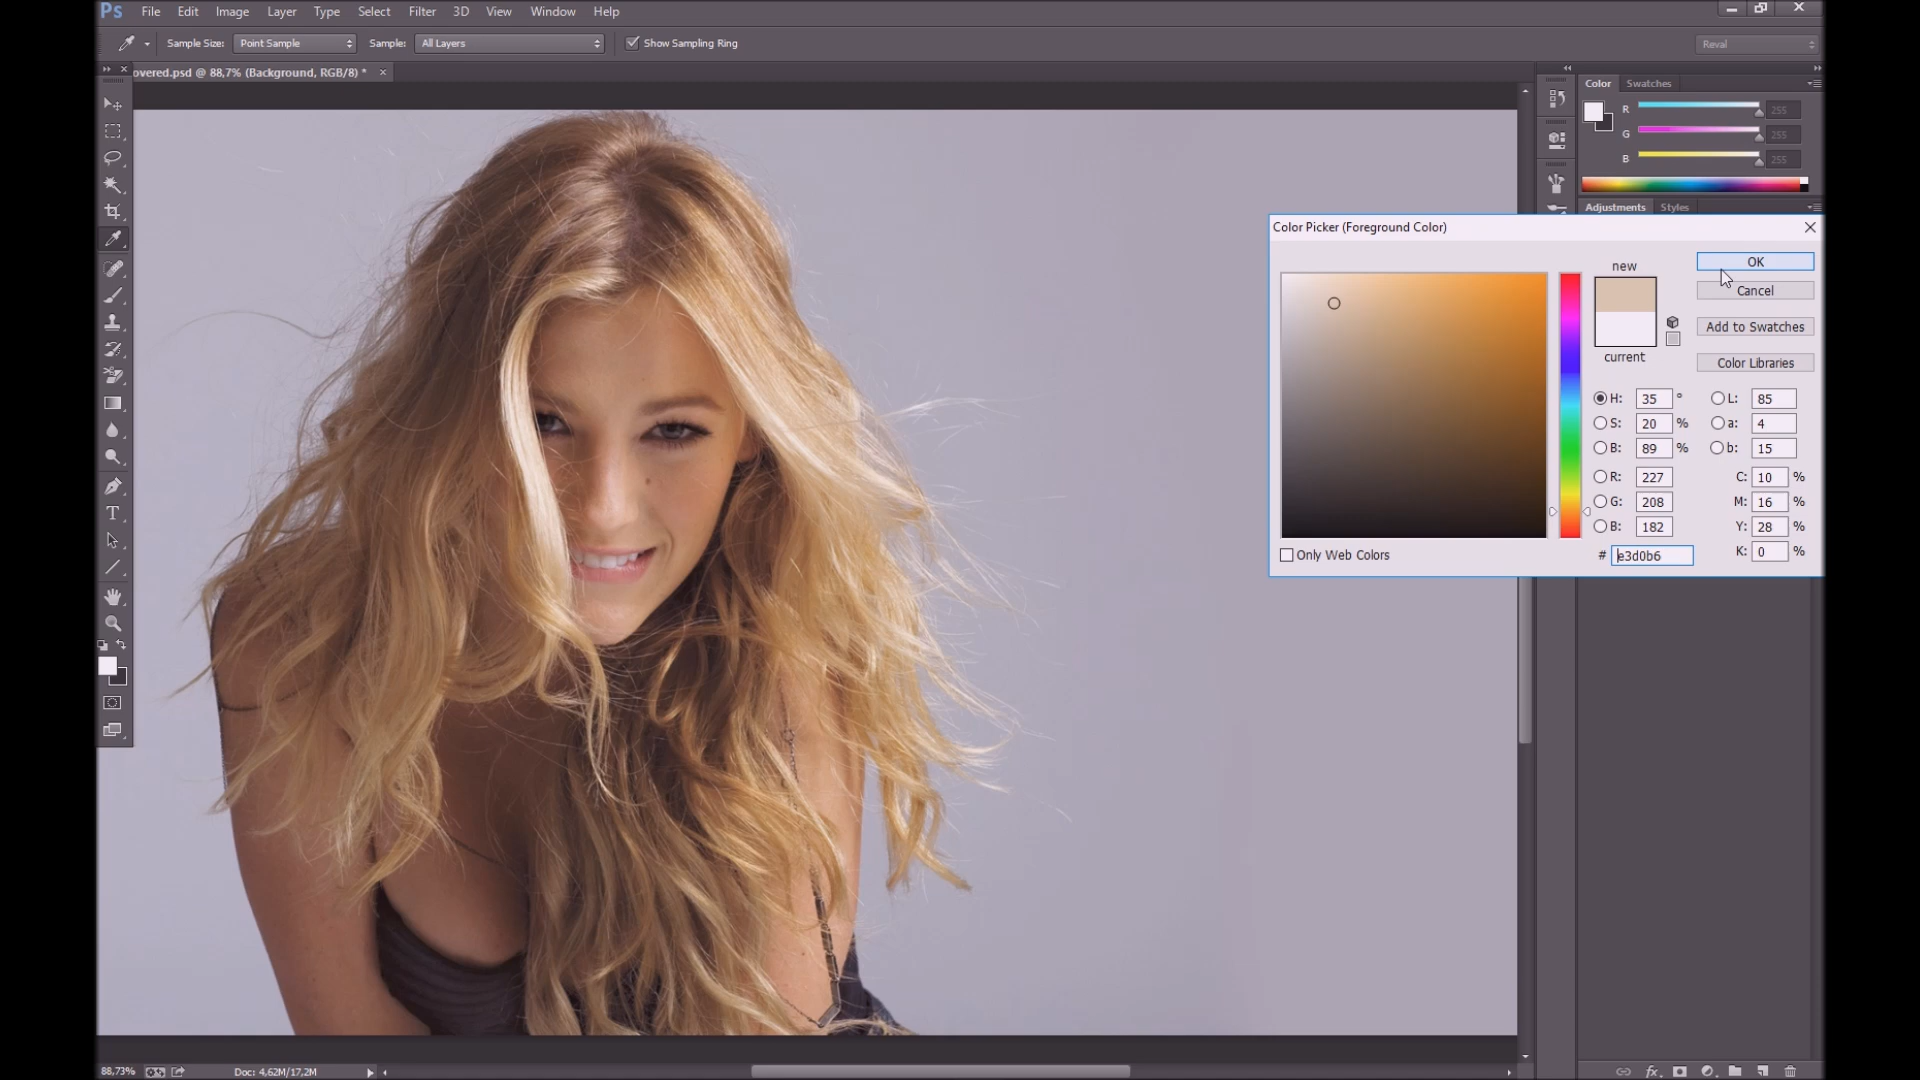 Ps File Edit Image Layer Type Select Filter 3D View Window Help
Sample Size: Point Sample Sample: All Layers Show Sampling Ring Reval
overed.psd @ 88,7% (Background, RGB/8) * ×
Color Swatches
R 255
G 255
B 255
Adjustments Styles
Color Picker (Foreground Color)
new
current
OK
Cancel
Add to Swatches
Color Libraries
H: 35 °
S: 20 %
B: 89 %
R: 227
G: 208
B: 182
# e3d0b6
L: 85
a: 4
b: 15
C: 10 %
M: 16 %
Y: 28 %
K: 0 %
Only Web Colors
T
fx
88,73% Doc: 4,62M/17,2M